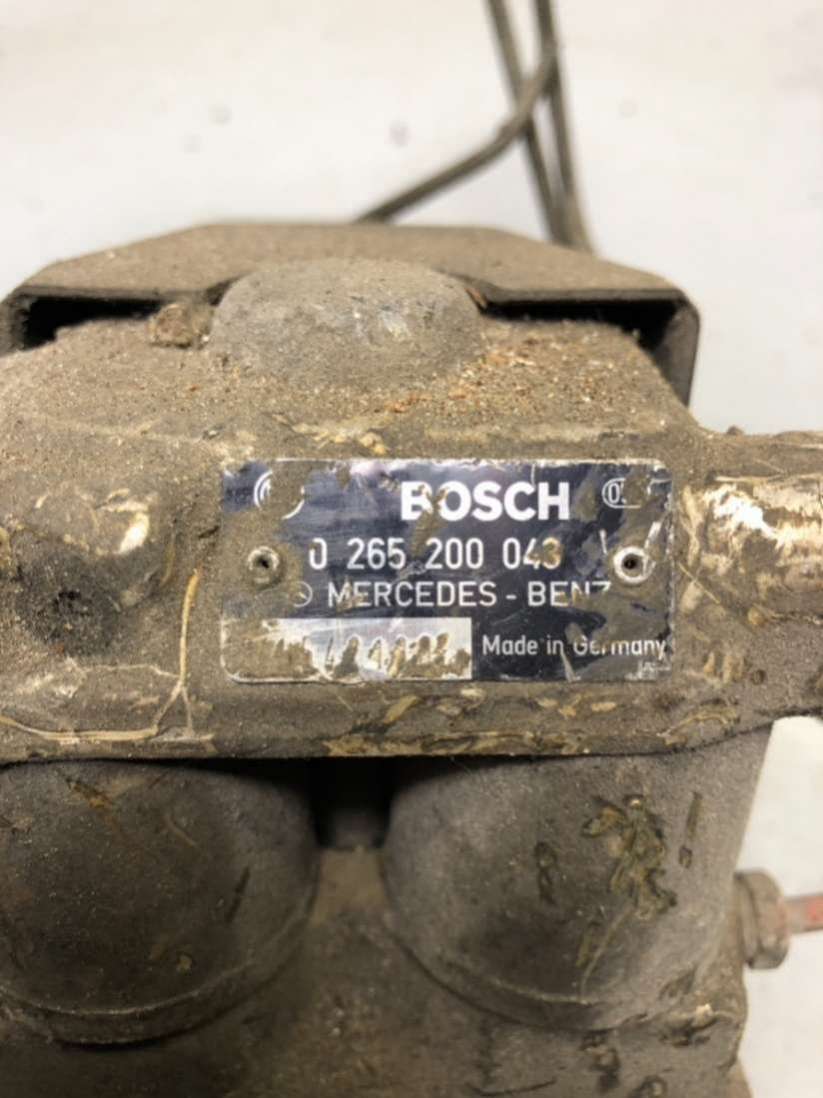 BOSCH
0 265 200 043
MERCEDES - BENZ
Made in Germany